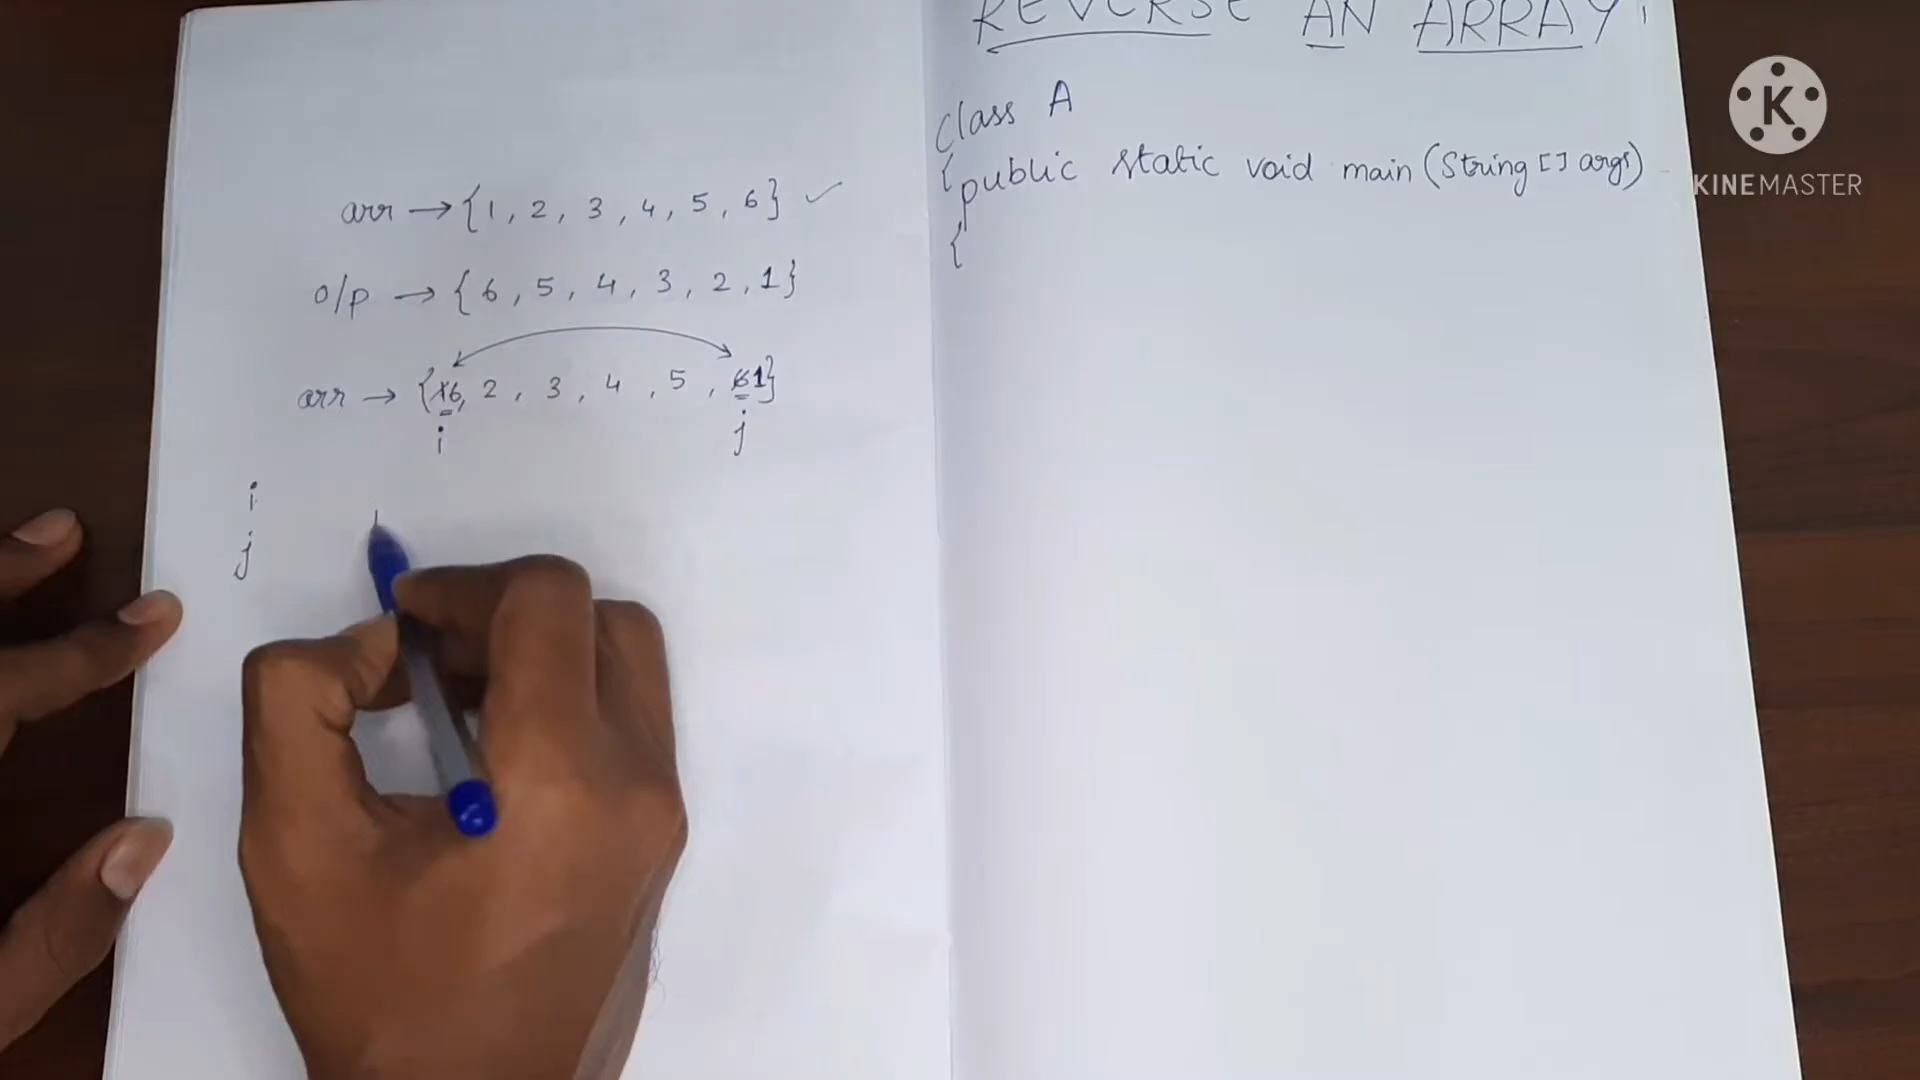 arr → {1, 2, 3, 4, 5, 6} ✓
o/p → {6, 5, 4, 3, 2, 1}
arr → {16, 2, 3, 4, 5, 61}
i j
i
j
REVERSE AN ARRAY!
class A
{public static void main (String [] args)
{
K
KINEMASTER